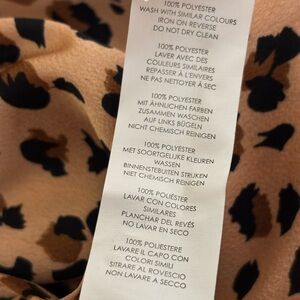 100% POLYESTER
WASH WITH SIMILAR COLOURS
IRON ON REVERSE
DO NOT DRY CLEAN
100% POLYESTER
LAVER AVEC DES
COULEURS SIMILAIRES
REPASSER À L'ENVERS
NE PAS NETTOYER À SEC
100% POLYESTER
MIT ÄHNLICHEN FARBEN
ZUSAMMEN WASCHEN
AUF LINKS BÜGELN
NICHT CHEMISCH REINIGEN
100% POLYESTER
MET SOORTGELIJKE KLEUREN
WASSEN
BINNENSTEBUITEN STRIJKEN
NIET CHEMISCH REINIGEN
100% POLIÉSTER
LAVAR CON COLORES
SIMILARES
PLANCHAR DEL REVÉS
NO LAVAR EN SECO
100% POLIESTERE
LAVARE IL CAPO CON
COLORI SIMILI
STIRARE AL ROVESCIO
NON LAVARE A SECCO